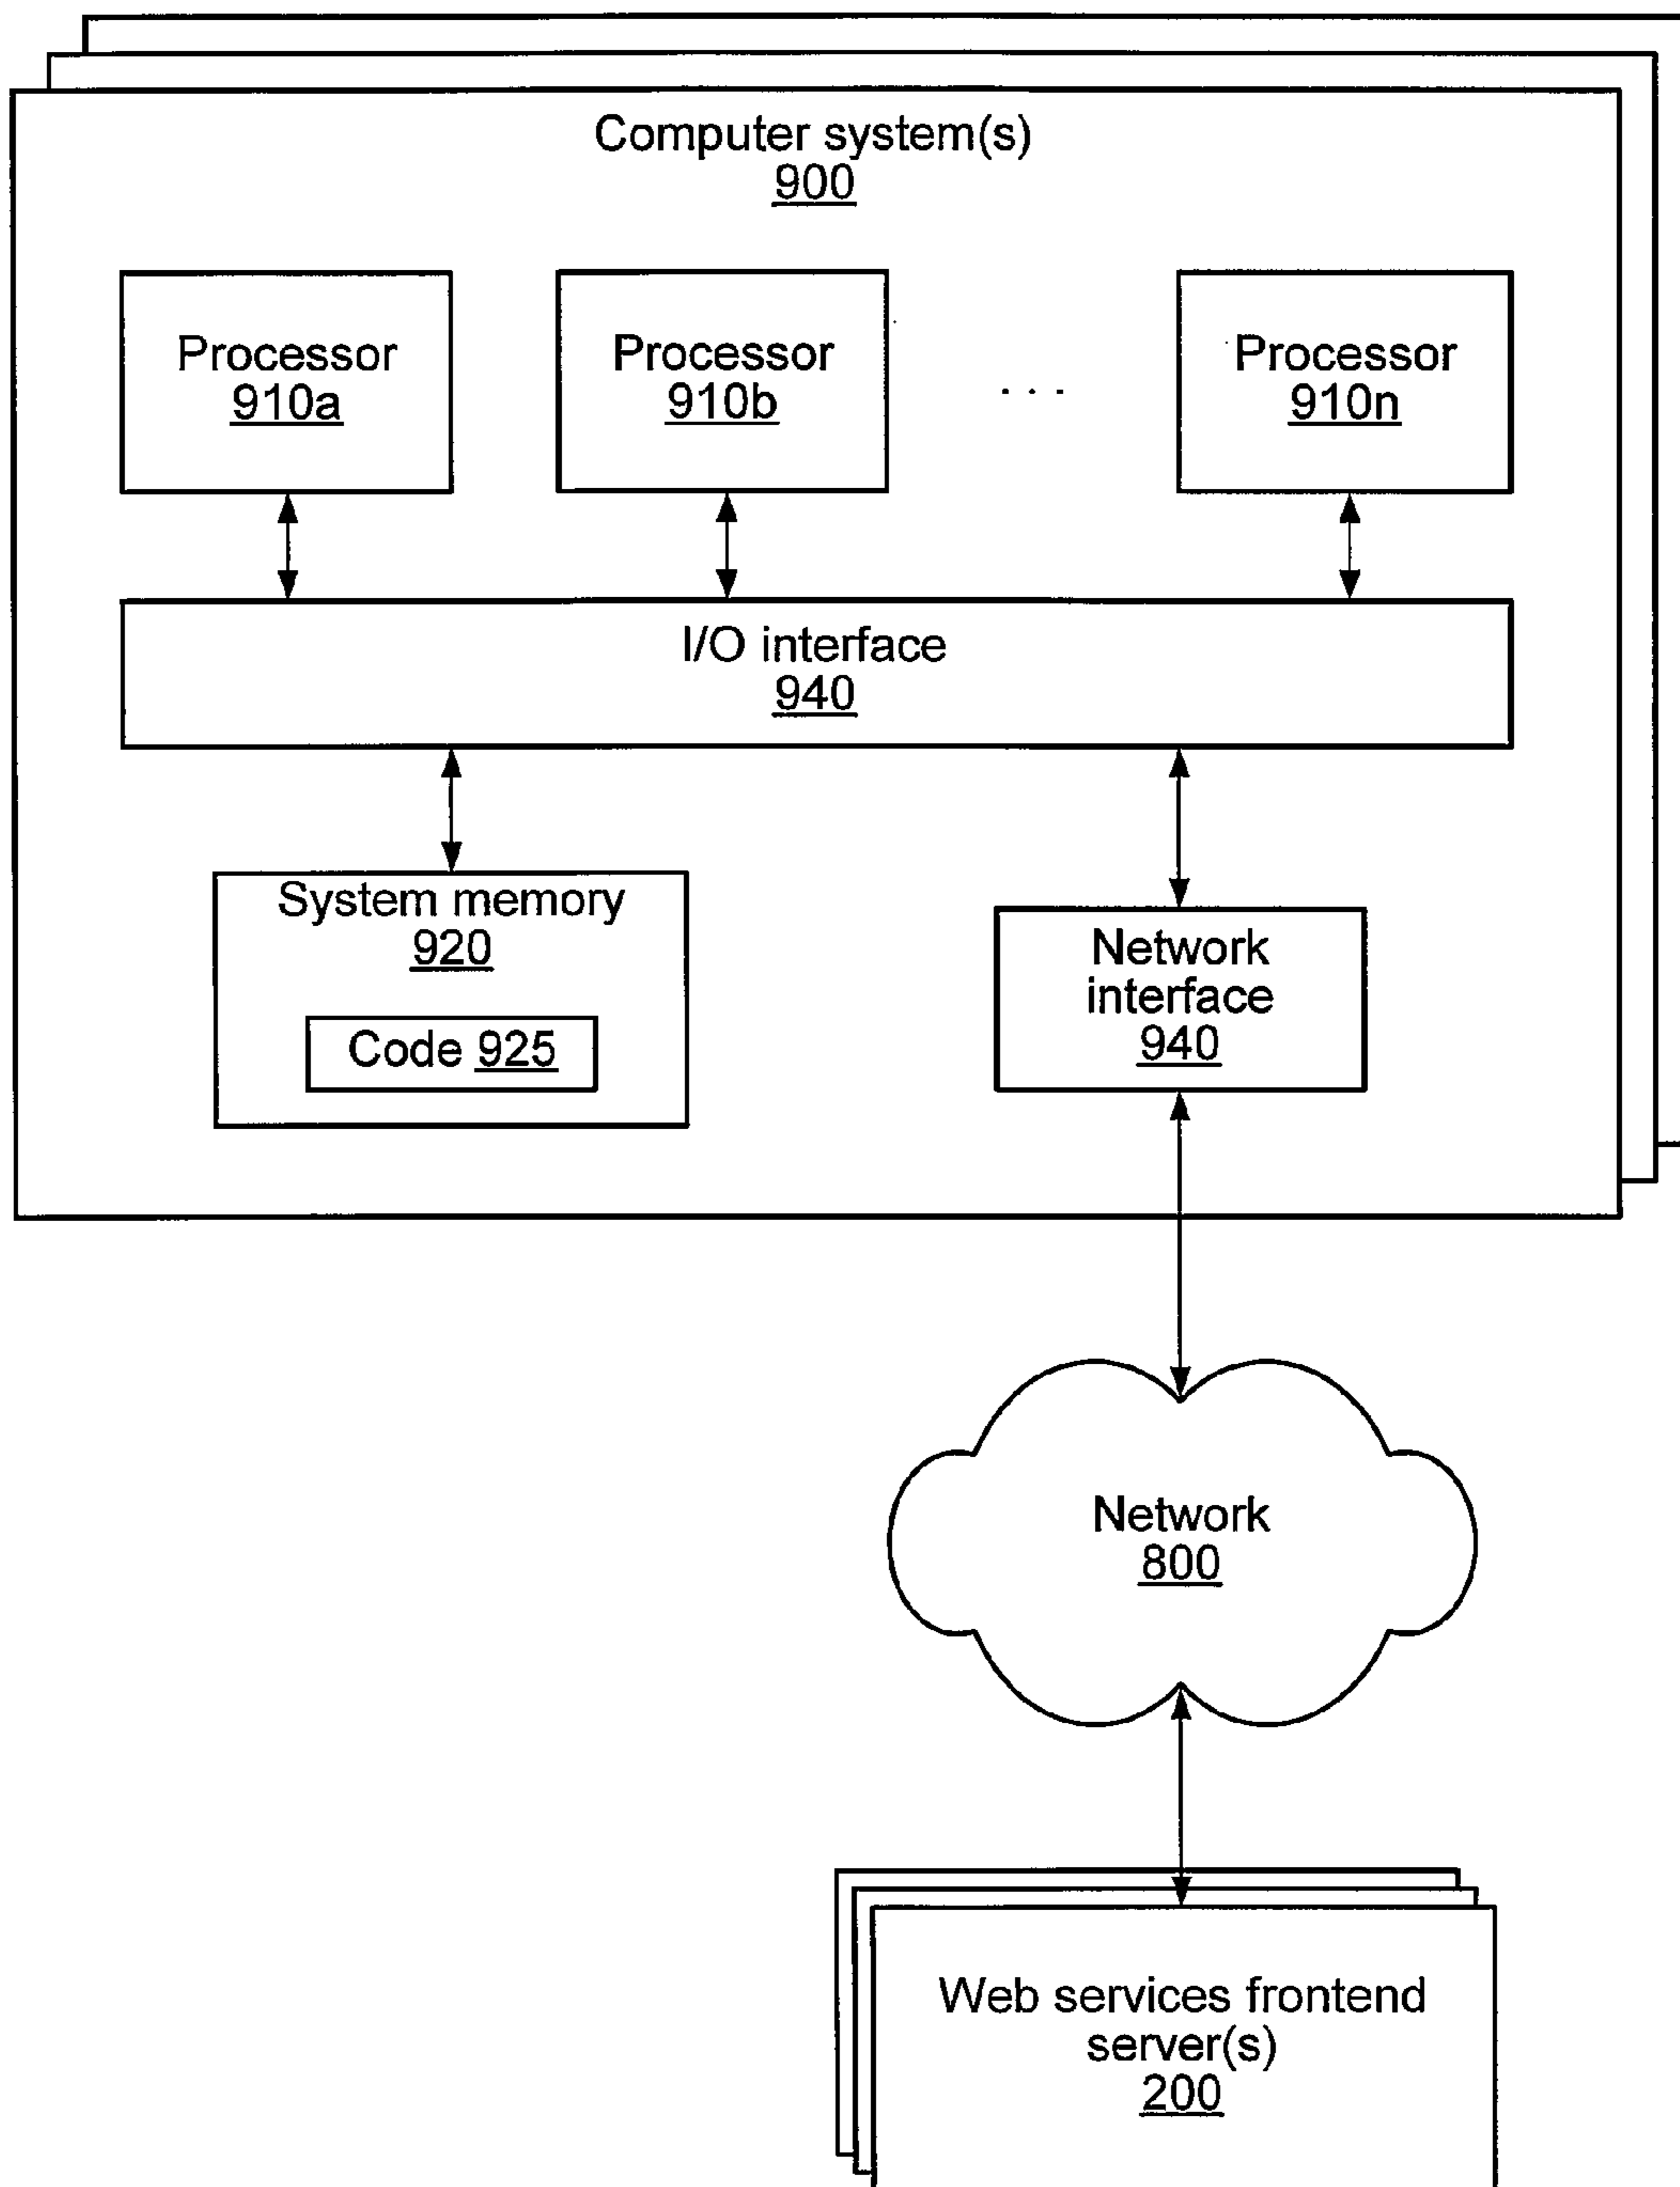 Computer system(s)
900
Processor
910a
Processor
910b
. . .
Processor
910n
I/O interface
940
System memory
920
Code 925
Network
interface
940
Network
800
Web services frontend
server(s)
200